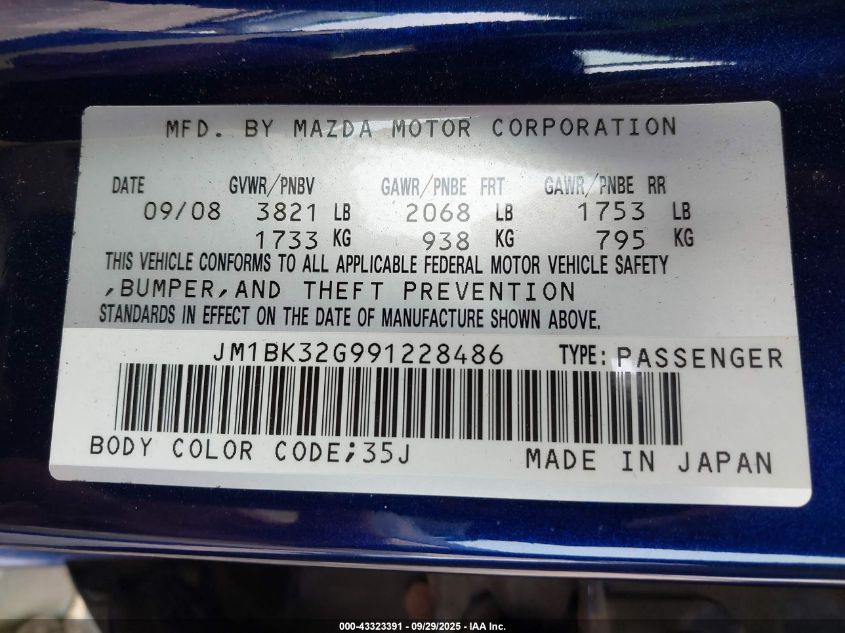 MFD. BY MAZDA MOTOR CORPORATION
DATE GVWR/PNBV GAWR/PNBE FRT GAWR/PNBE RR
09/08 3821 LB 2068 LB 1753 LB
1733 KG 938 KG 795 KG
THIS VEHICLE CONFORMS TO ALL APPLICABLE FEDERAL MOTOR VEHICLE SAFETY
,BUMPER,AND THEFT PREVENTION
STANDARDS IN EFFECT ON THE DATE OF MANUFACTURE SHOWN ABOVE.
JM1BK32G991228486 TYPE: PASSENGER
BODY COLOR CODE;35J MADE IN JAPAN
000-43323391 - 09/29/2025 - IAA Inc.